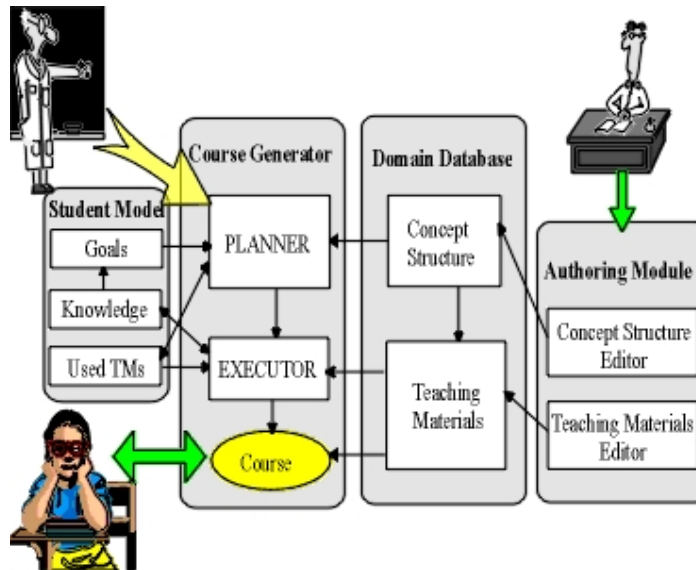 Course Generator
Domain Database
Student Model
Goals
PLANNER
Concept
Structure
Authoring Module
Knowledge
Concept Structure
Editor
Used TMs
EXECUTOR
Teaching
Materials
Teaching Materials
Editor
Course